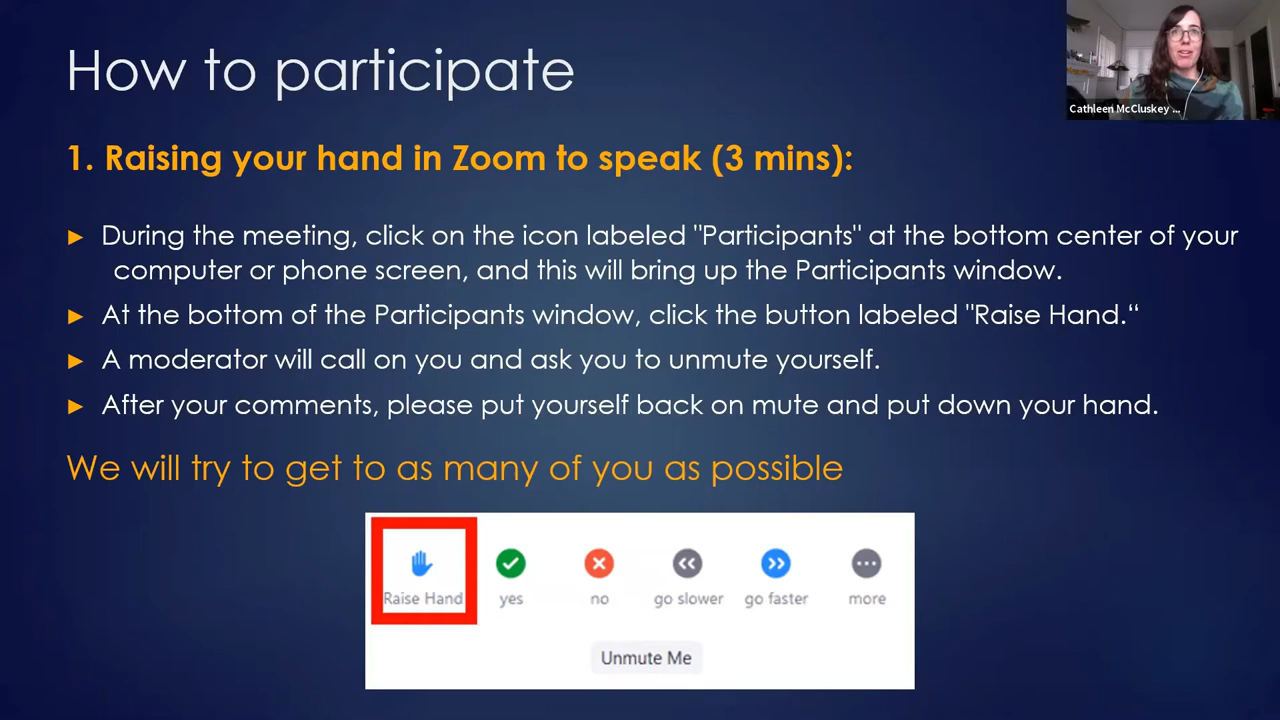 How to participate
Cathleen McCluskey ...
1. Raising your hand in Zoom to speak (3 mins):
► During the meeting, click on the icon labeled "Participants" at the bottom center of your
computer or phone screen, and this will bring up the Participants window.
► At the bottom of the Participants window, click the button labeled "Raise Hand.“
► A moderator will call on you and ask you to unmute yourself.
► After your comments, please put yourself back on mute and put down your hand.
We will try to get to as many of you as possible
Raise Hand yes no go slower go faster more
Unmute Me